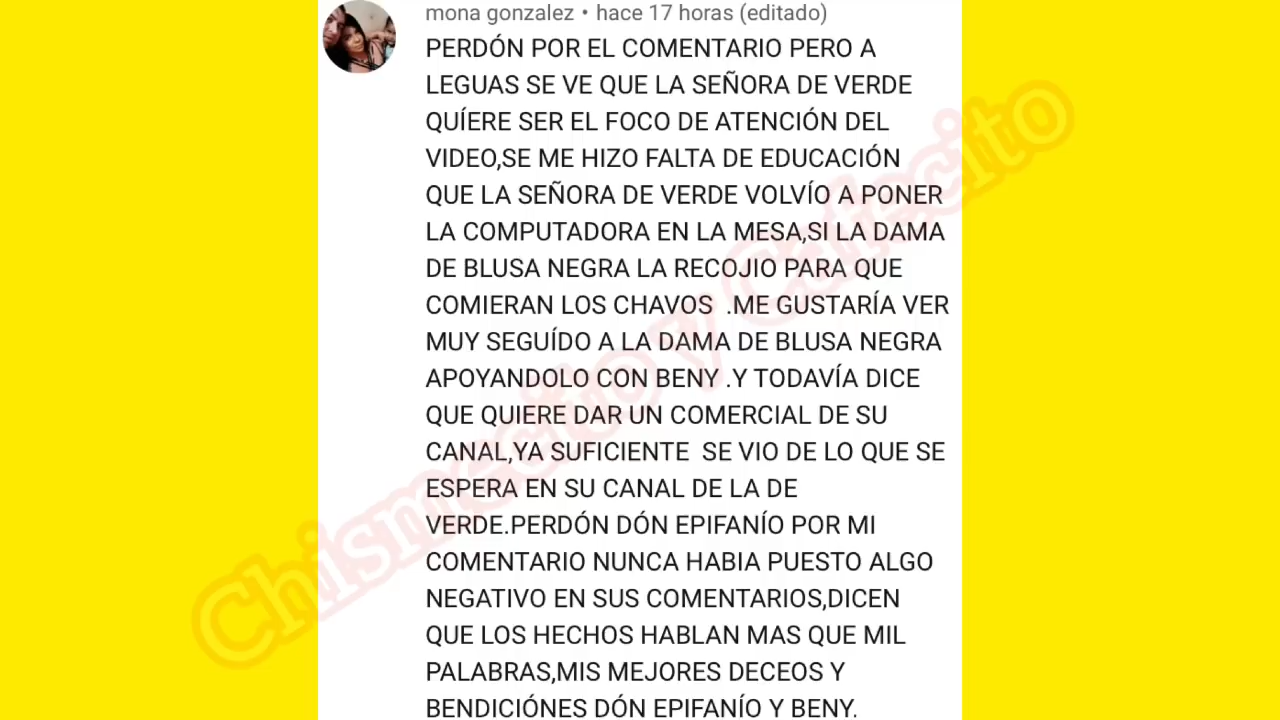 mona gonzalez • hace 17 horas (editado)
PERDÓN POR EL COMENTARIO PERO A
LEGUAS SE VE QUE LA SEÑORA DE VERDE
QUÍERE SER EL FOCO DE ATENCIÓN DEL
VIDEO,SE ME HIZO FALTA DE EDUCACIÓN
QUE LA SEÑORA DE VERDE VOLVÍO A PONER
LA COMPUTADORA EN LA MESA,SI LA DAMA
DE BLUSA NEGRA LA RECOJIO PARA QUE
COMIERAN LOS CHAVOS  .ME GUSTARÍA VER
MUY SEGUÍDO A LA DAMA DE BLUSA NEGRA
APOYANDOLO CON BENY .Y TODAVÍA DICE
QUE QUIERE DAR UN COMERCIAL DE SU
CANAL,YA SUFICIENTE  SE VIO DE LO QUE SE
ESPERA EN SU CANAL DE LA DE
VERDE.PERDÓN DÓN EPIFANÍO POR MI
COMENTARIO NUNCA HABIA PUESTO ALGO
NEGATIVO EN SUS COMENTARIOS,DICEN
QUE LOS HECHOS HABLAN MAS QUE MIL
PALABRAS,MIS MEJORES DECEOS Y
BENDICIÓNES DÓN EPIFANÍO Y BENY.
Chismecito y Cafecito